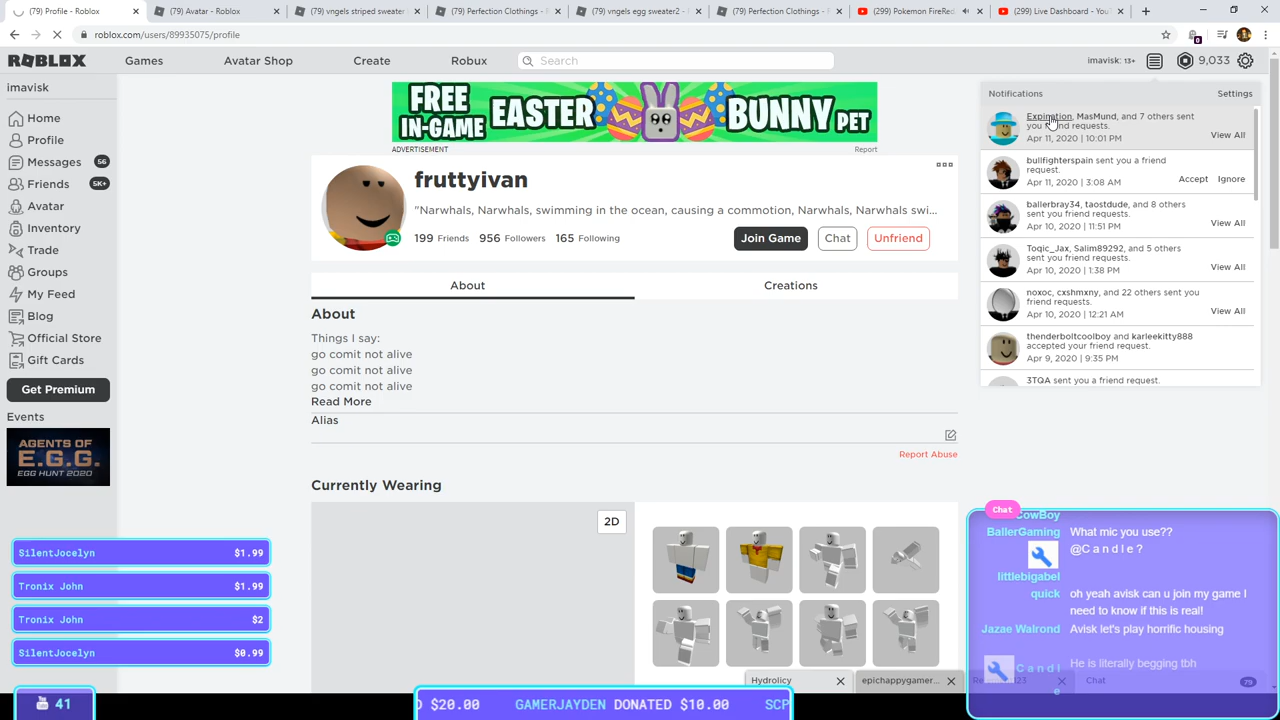 (79) Profile - Roblox
(79) Avatar - Roblox
(79) vngels striped sweater
(79) Perfection Clothings -
(79) vngels egg sweater2 -
(79) Perfection Clothings - F
(299) Pokemon FireRed
(299) Live Dashboard - YouT
roblox.com/users/89935075/profile
ROBLOX
Games
Avatar Shop
Create
Robux
Search
imavisk: 13+
9,033
imavisk
Home
Profile
Messages 56
Friends 5K+
Avatar
Inventory
Trade
Groups
My Feed
Blog
Official Store
Gift Cards
Get Premium
Events
AGENTS OF
E.G.G.
EGG HUNT 2020
FREE
IN-GAME
EASTER
BUNNY
PET
ADVERTISEMENT
Report
fruttyivan
"Narwhals, Narwhals, swimming in the ocean, causing a commotion, Narwhals, Narwhals swi...
199 Friends 956 Followers 165 Following
Join Game
Chat
Unfriend
About
Creations
About
Things I say:
go comit not alive
go comit not alive
go comit not alive
Read More
Alias
Report Abuse
Currently Wearing
2D
Notifications
Settings
Expination, MasMund, and 7 others sent
you friend requests.
Apr 11, 2020 | 10:01 PM
View All
bullfighterspain sent you a friend
request.
Apr 11, 2020 | 3:08 AM
Accept Ignore
ballerbray34, taostdude, and 8 others
sent you friend requests.
Apr 10, 2020 | 11:51 PM
View All
Toqic_Jax, Salim89292, and 5 others
sent you friend requests.
Apr 10, 2020 | 1:38 PM
View All
noxoc, cxshmxny, and 22 others sent you
friend requests.
Apr 10, 2020 | 12:21 AM
View All
thenderboltcoolboy and karleekitty888
accepted your friend request.
Apr 9, 2020 | 9:35 PM
3TQA sent you a friend request.
SilentJocelyn $1.99
Tronix John $1.99
Tronix John $2
SilentJocelyn $0.99
41
$20.00 GAMERJAYDEN DONATED $10.00 SCP
Hydrolicy
epichappygamer...
Chat
79
Chat
CowBoy
BallerGaming What mic you use??
@C a n d l e ?
littlebigabel
quick oh yeah avisk can u join my game I
need to know if this is real!
Jazae Walrond Avisk let's play horrific housing
C a n d l e He is literally begging tbh